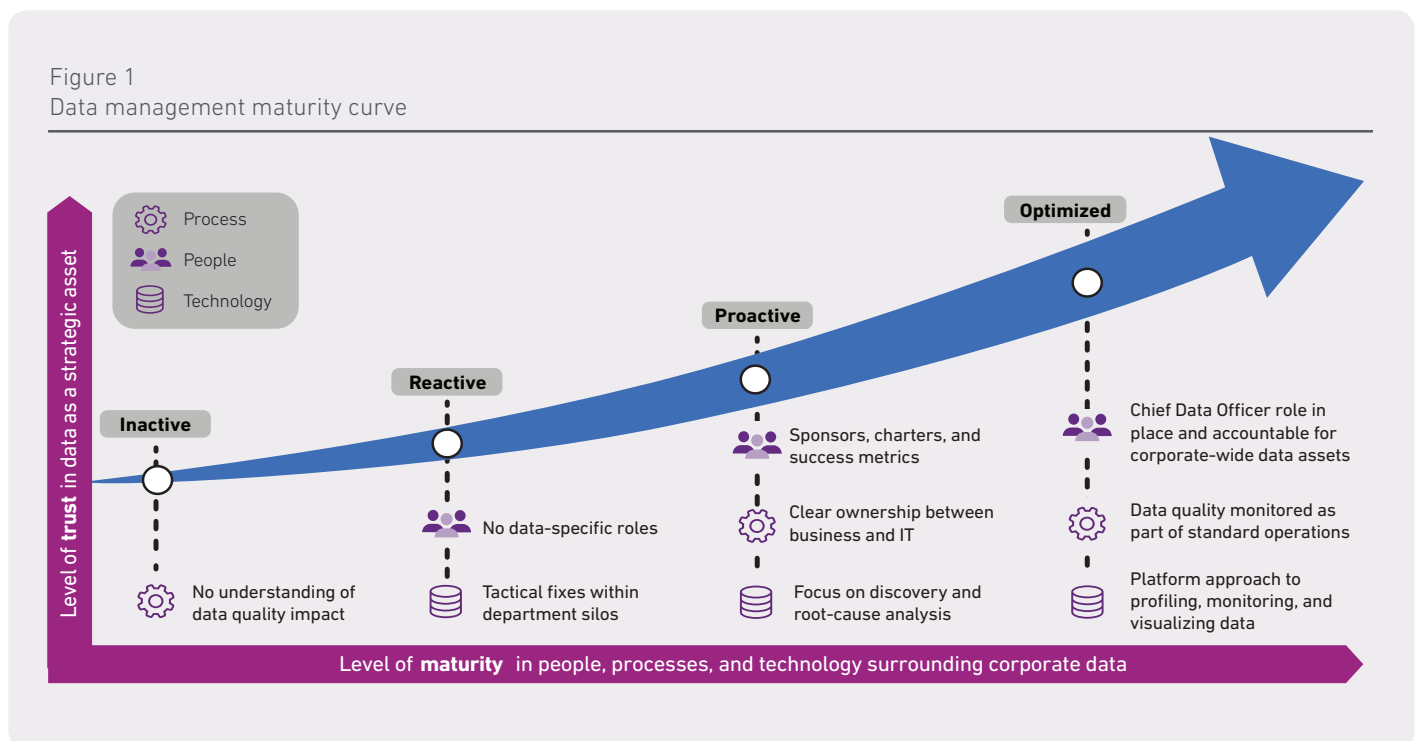 Figure 1
Data management maturity curve
Process
People
Technology
Level of trust in data as a strategic asset
Inactive
No understanding of
data quality impact
Reactive
No data-specific roles
Tactical fixes within
department silos
Proactive
Sponsors, charters, and
success metrics
Clear ownership between
business and IT
Focus on discovery and
root-cause analysis
Optimized
Chief Data Officer role in
place and accountable for
corporate-wide data assets
Data quality monitored as
part of standard operations
Platform approach to
profiling, monitoring, and
visualizing data
Level of maturity in people, processes, and technology surrounding corporate data